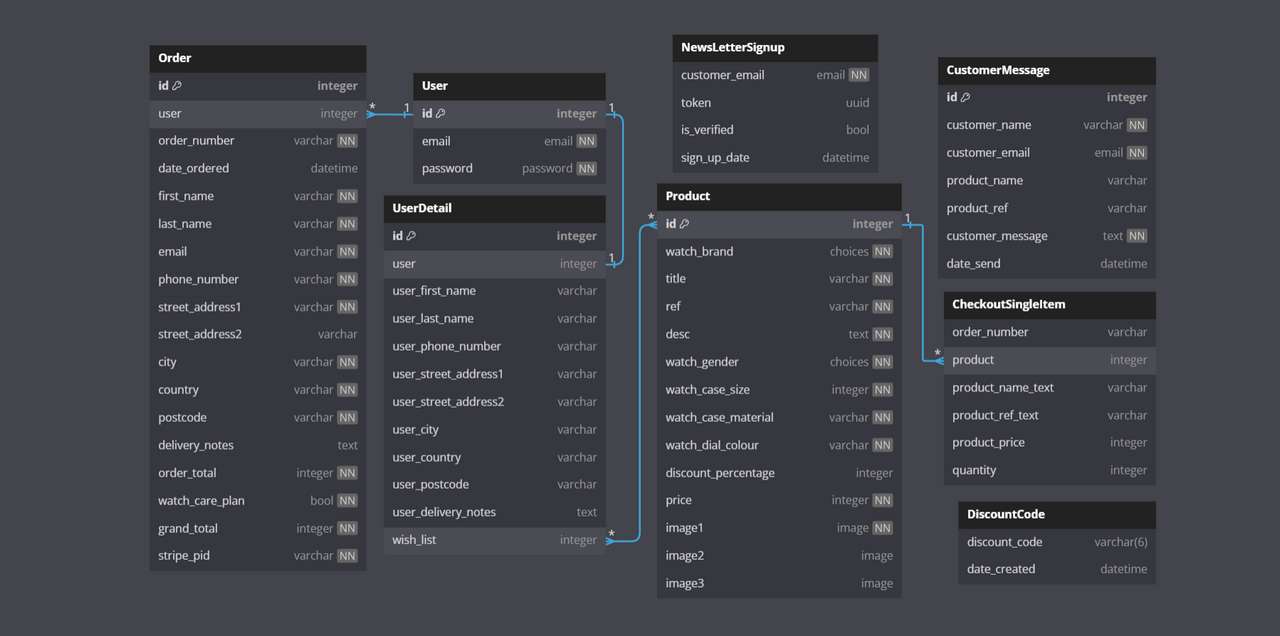 Order
id integer
user integer
order_number varchar NN
date_ordered datetime
first_name varchar NN
last_name varchar NN
email varchar NN
phone_number varchar NN
street_address1 varchar NN
street_address2 varchar
city varchar NN
country varchar NN
postcode varchar NN
delivery_notes text
order_total integer NN
watch_care_plan bool NN
grand_total integer NN
stripe_pid varchar NN
* 1
User
id integer
email email NN
password password NN
1
1
UserDetail
id integer
user integer
user_first_name varchar
user_last_name varchar
user_phone_number varchar
user_street_address1 varchar
user_street_address2 varchar
user_city varchar
user_country varchar
user_postcode varchar
user_delivery_notes text
wish_list integer
*
*
NewsLetterSignup
customer_email email NN
token uuid
is_verified bool
sign_up_date datetime
Product
id integer
watch_brand choices NN
title varchar NN
ref varchar NN
desc text NN
watch_gender choices NN
watch_case_size integer NN
watch_case_material varchar NN
watch_dial_colour varchar NN
discount_percentage integer
price integer NN
image1 image NN
image2 image
image3 image
1
*
CustomerMessage
id integer
customer_name varchar NN
customer_email email NN
product_name varchar
product_ref varchar
customer_message text NN
date_send datetime
CheckoutSingleItem
order_number varchar
product integer
product_name_text varchar
product_ref_text varchar
product_price integer
quantity integer
DiscountCode
discount_code varchar(6)
date_created datetime